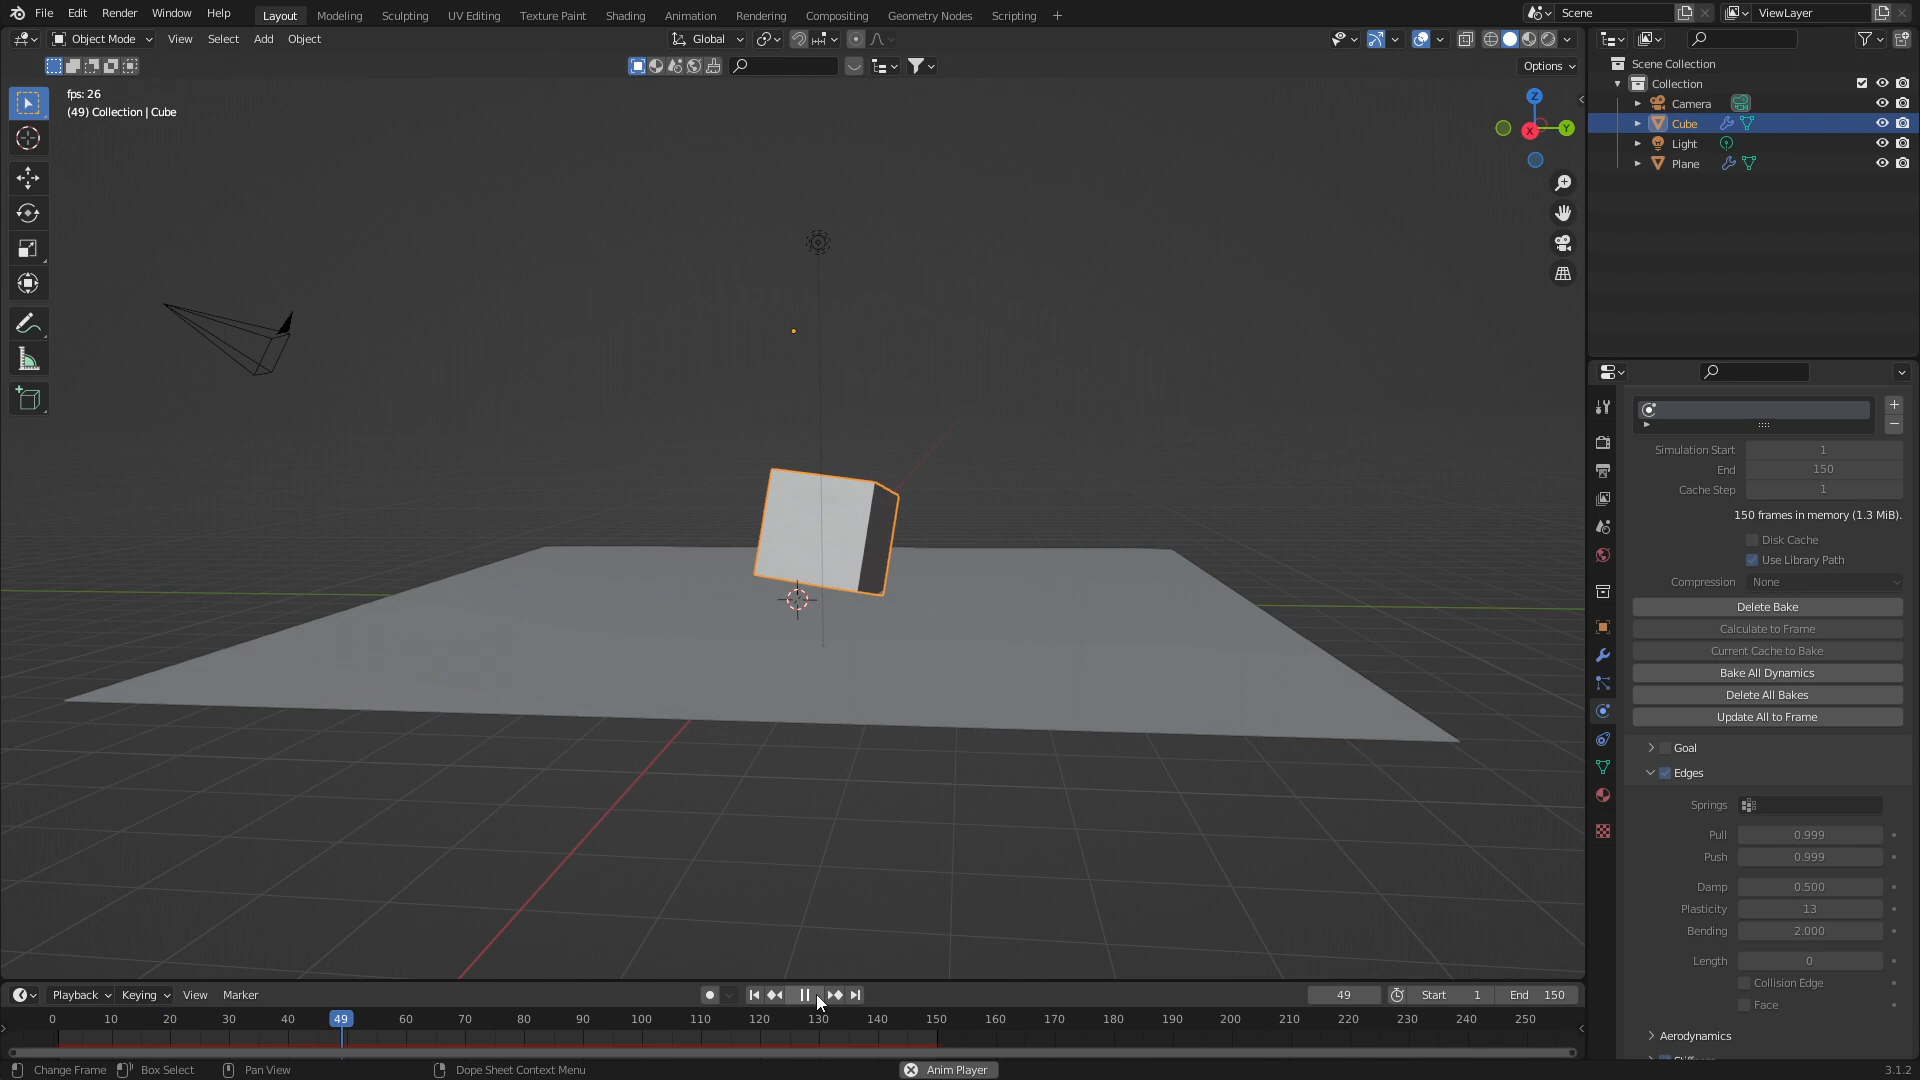 File Edit Render Window Help Layout Modeling Sculpting UV Editing Texture Paint Shading Animation Rendering Compositing Geometry Nodes Scripting + Scene ViewLayer
Object Mode View Select Add Object Global
Options
fps: 26
(49) Collection | Cube
Z
Y
X
Scene Collection
Collection
Camera
Cube
Light
Plane
Simulation Start 1
End 150
Cache Step 1
150 frames in memory (1.3 MiB).
Disk Cache
Use Library Path
Compression None
Delete Bake
Calculate to Frame
Current Cache to Bake
Bake All Dynamics
Delete All Bakes
Update All to Frame
Goal
Edges
Springs
Pull 0.999
Push 0.999
Damp 0.500
Plasticity 13
Bending 2.000
Length 0
Collision Edge
Face
Aerodynamics
Playback Keying View Marker 49 Start 1 End 150
0 10 20 30 40 49 60 70 80 90 100 110 120 130 140 150 160 170 180 190 200 210 220 230 240 250
Change Frame Box Select Pan View Dope Sheet Context Menu Anim Player 3.1.2